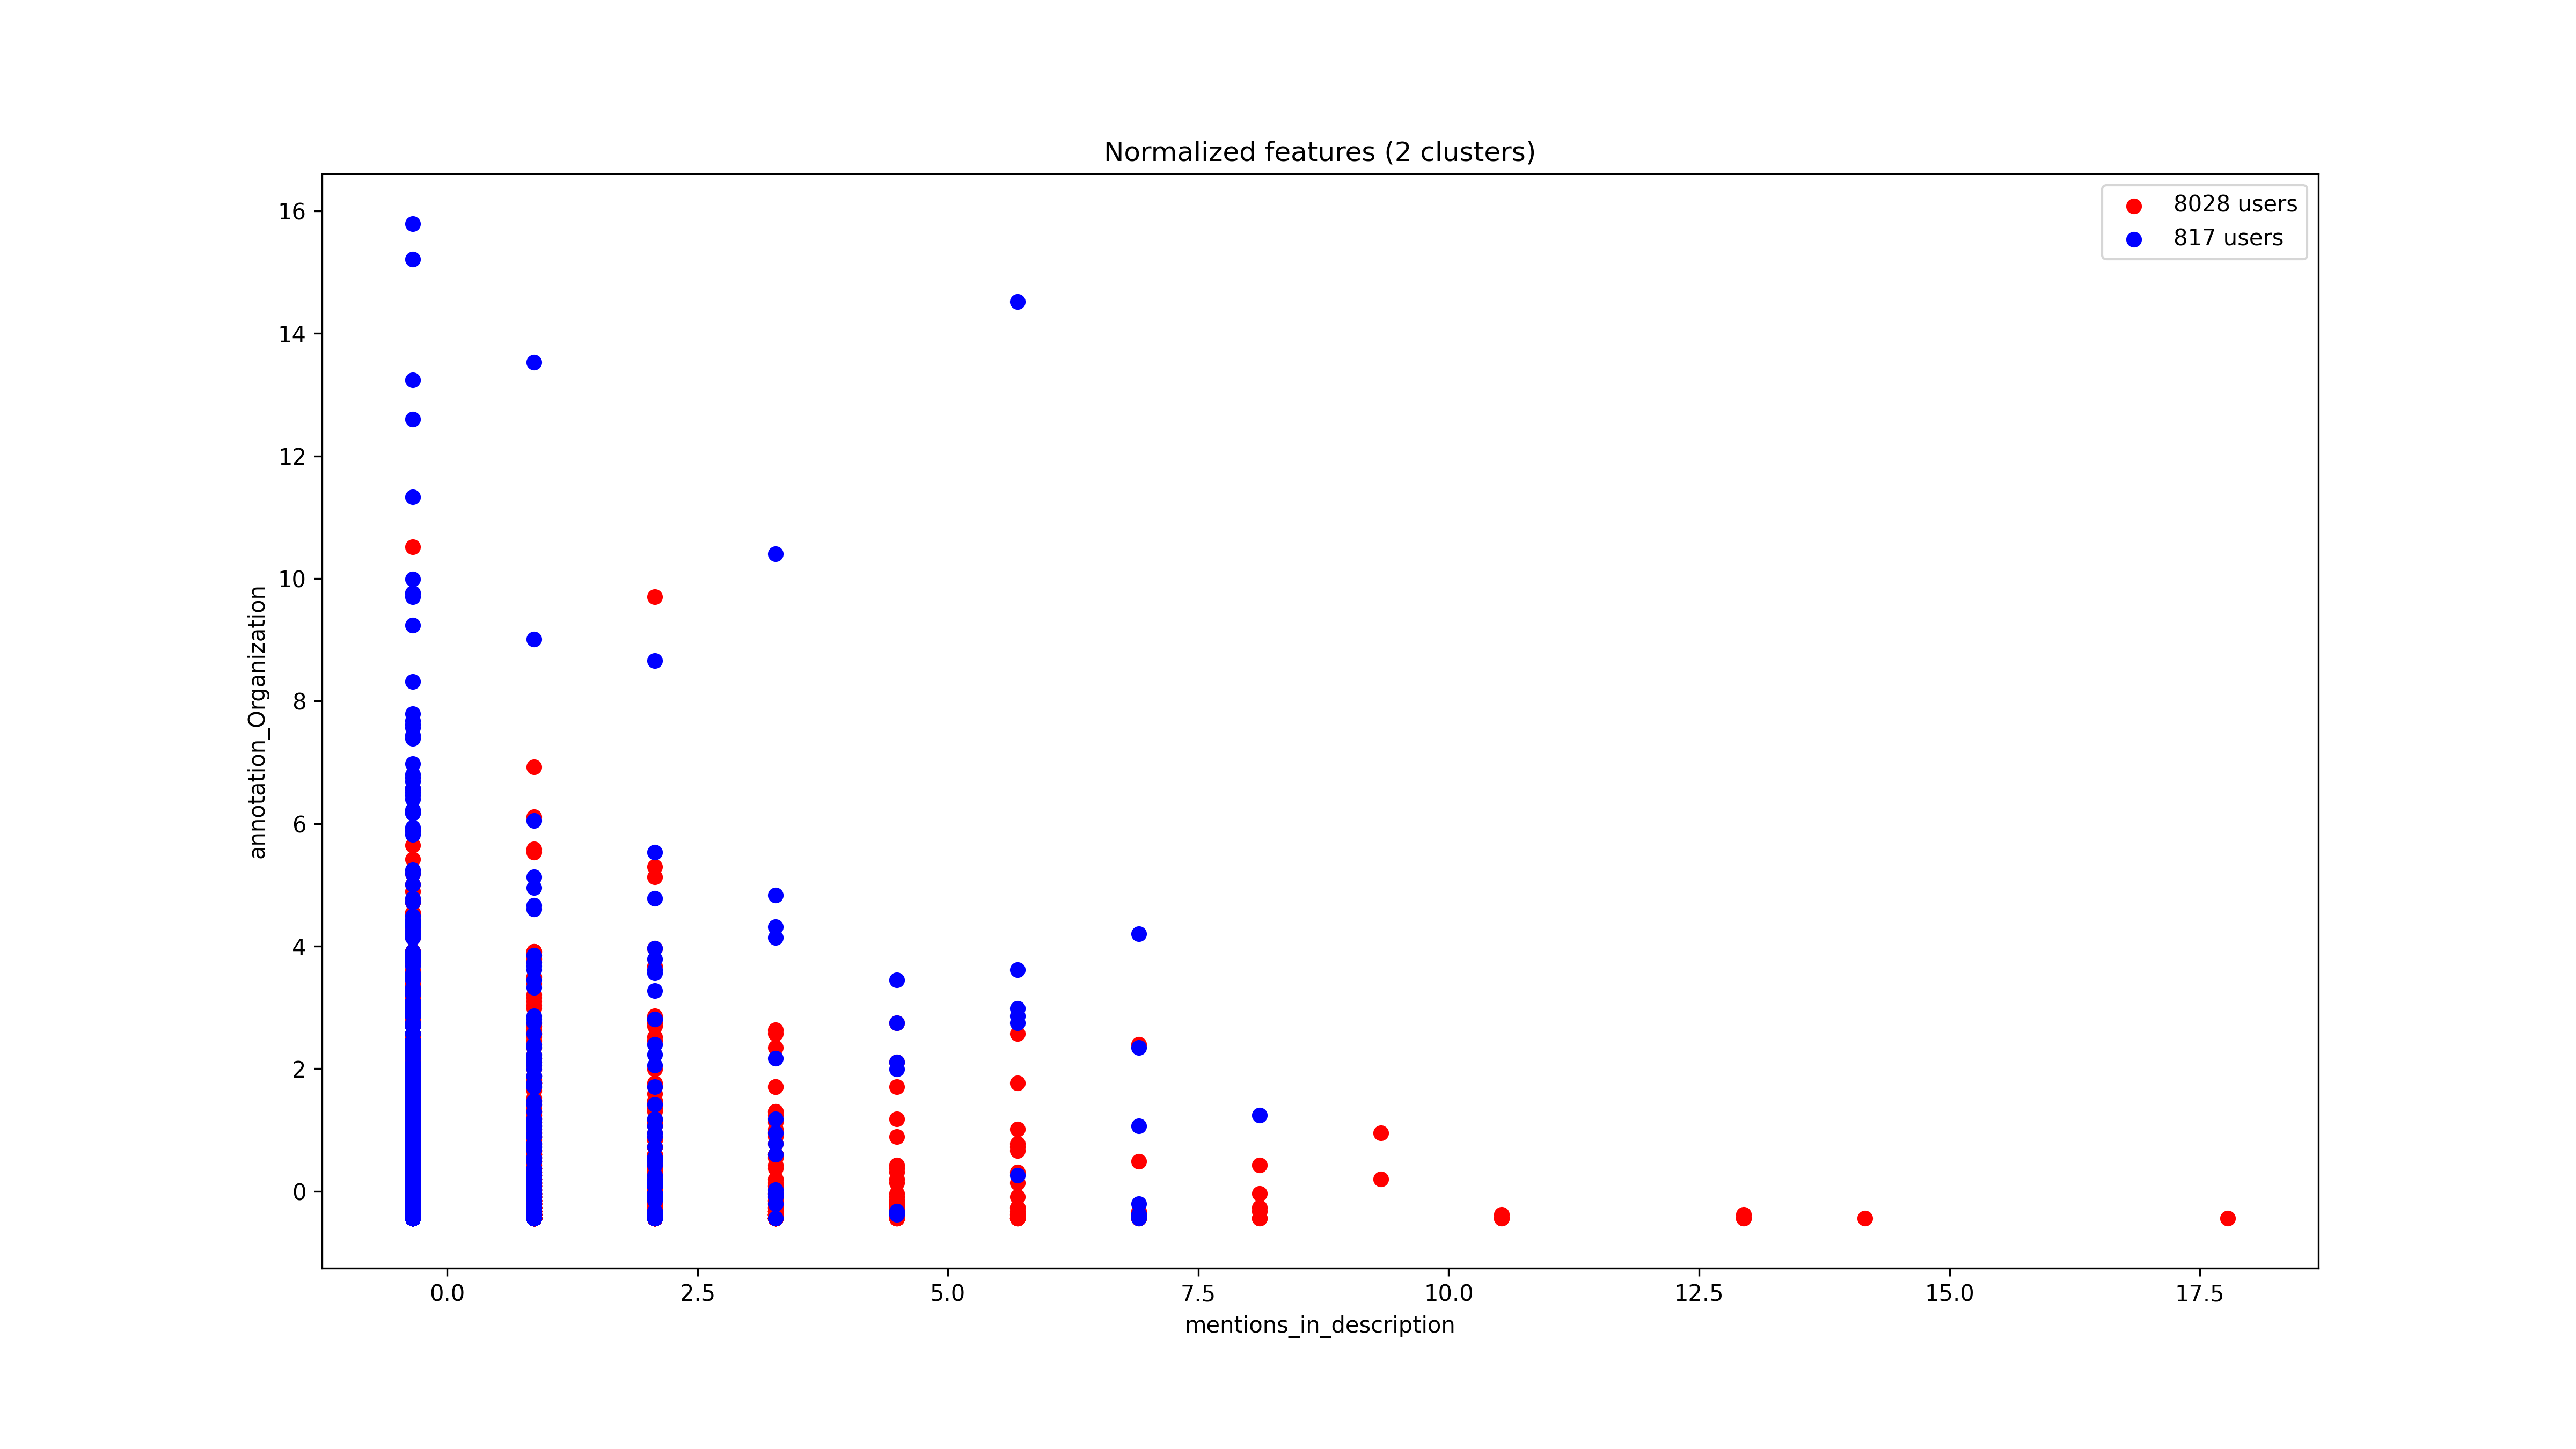 Normalized features (2 clusters)
8028 users
817 users
annotation_Organization
16
14
12
10
8
6
4
2
0
0.0 2.5 5.0 7.5 10.0 12.5 15.0 17.5
mentions_in_description